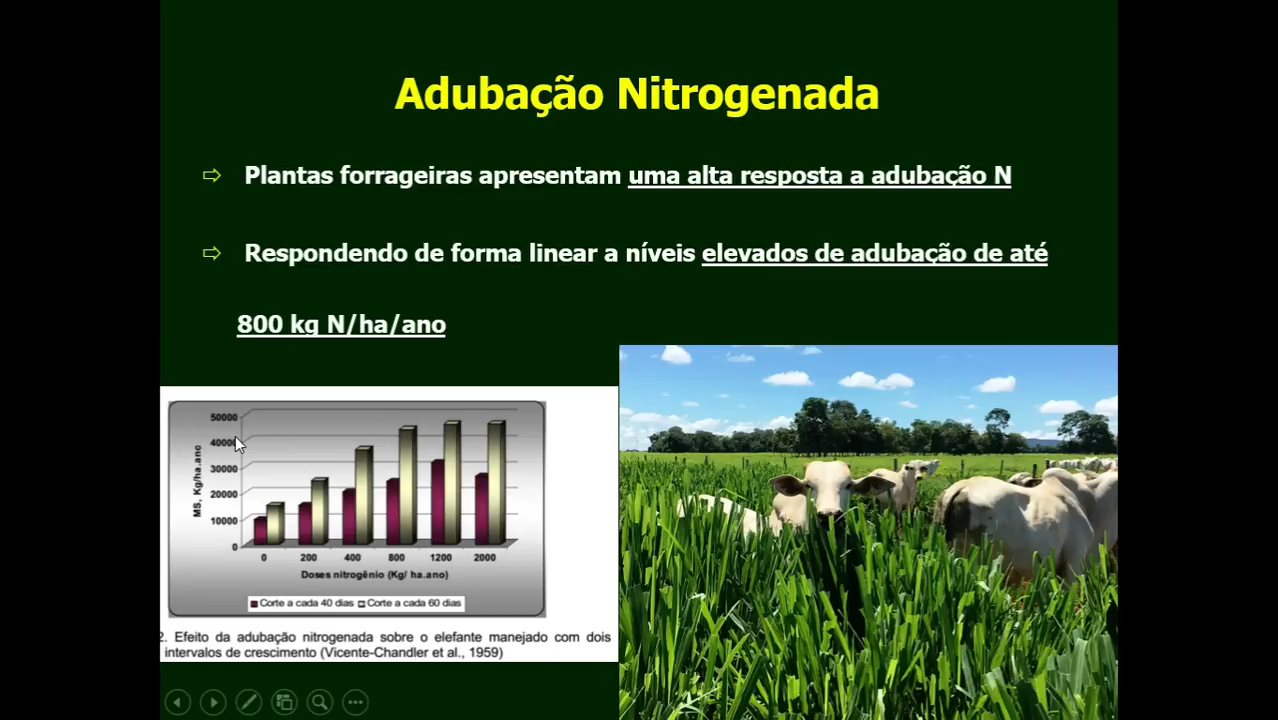 Adubação Nitrogenada
⇨ Plantas forrageiras apresentam uma alta resposta a adubação N
⇨ Respondendo de forma linear a níveis elevados de adubação de até
800 kg N/ha/ano
MS, Kg/ha.ano
50000
40000
30000
20000
10000
0
0 200 400 800 1200 2000
Doses nitrogênio (Kg/ ha.ano)
Corte a cada 40 dias Corte a cada 60 dias
2. Efeito da adubação nitrogenada sobre o elefante manejado com dois
intervalos de crescimento (Vicente-Chandler et al., 1959)